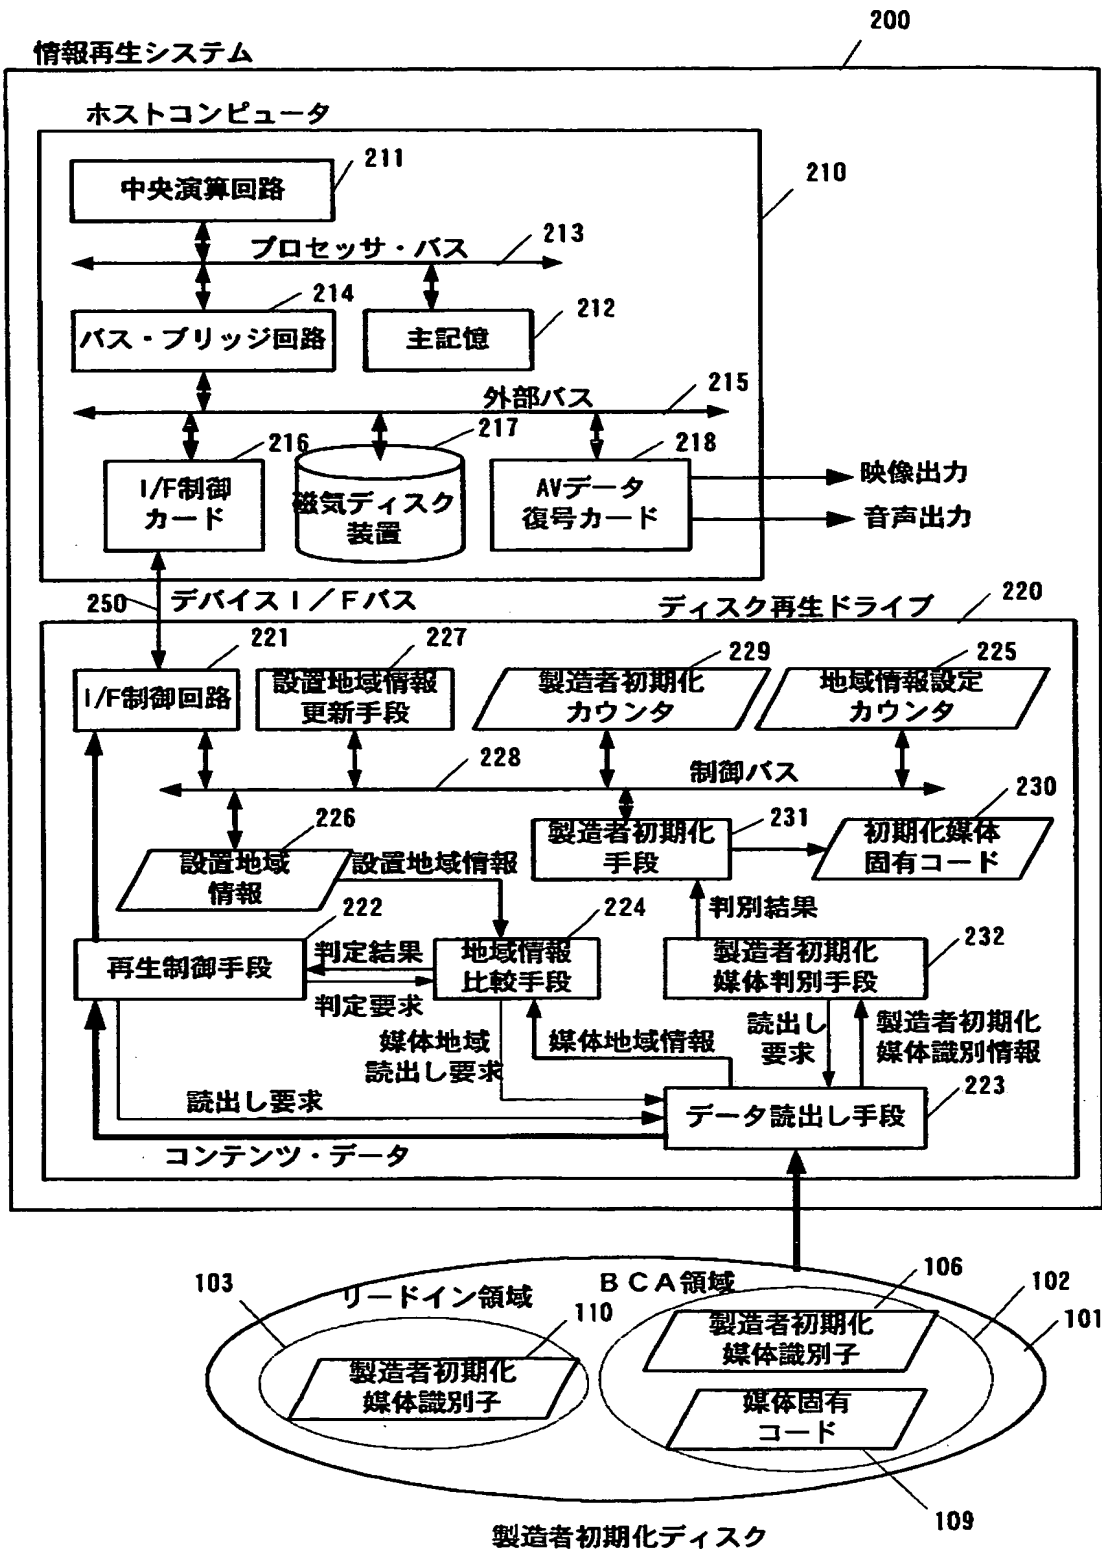 200
情報再生システム
ホストコンピュータ
211
中央演算回路
210
プロセッサ・バス
213
214
バス・ブリッジ回路
主記憶
212
外部バス
215
216
I/F制御
カード
217
磁気ディスク
装置
218
AVデータ
復号カード
映像出力
音声出力
250
デバイスI/Fバス
ディスク再生ドライブ
220
221
I/F制御回路
227
設置地域情報
更新手段
229
製造者初期化
カウンタ
225
地域情報設定
カウンタ
228
制御バス
226
設置地域
情報
設置地域情報
製造者初期化
手段
231
230
初期化媒体
固有コード
222
再生制御手段
判定結果
判定要求
224
地域情報
比較手段
判別結果
製造者初期化
媒体判別手段
232
媒体地域
読出し要求
媒体地域情報
読出し
要求
製造者初期化
媒体識別情報
読出し要求
データ読出し手段
223
コンテンツ・データ
103
リードイン領域
110
製造者初期化
媒体識別子
BCA領域
106
102
101
製造者初期化
媒体識別子
媒体固有
コード
109
製造者初期化ディスク